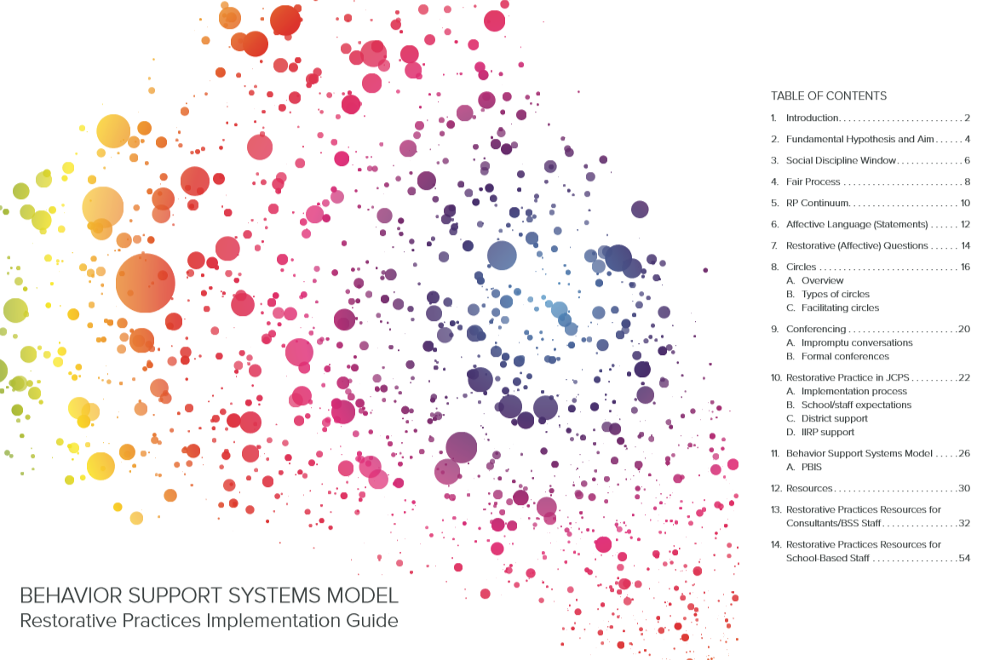 BEHAVIOR SUPPORT SYSTEMS MODEL
Restorative Practices Implementation Guide
TABLE OF CONTENTS
1. Introduction. . . . . . . . . . . . . . . . . . . . . . . . . . 2
2. Fundamental Hypothesis and Aim . . . . . . 4
3. Social Discipline Window. . . . . . . . . . . . . . 6
4. Fair Process . . . . . . . . . . . . . . . . . . . . . . . . . 8
5. RP Continuum. . . . . . . . . . . . . . . . . . . . . . . 10
6. Affective Language (Statements) . . . . . . 12
7. Restorative (Affective) Questions . . . . . . 14
8. Circles . . . . . . . . . . . . . . . . . . . . . . . . . . . . . 16
A. Overview
B. Types of circles
C. Facilitating circles
9. Conferencing . . . . . . . . . . . . . . . . . . . . . . . 20
A. Impromptu conversations
B. Formal conferences
10. Restorative Practice in JCPS . . . . . . . . . . 22
A. Implementation process
B. School/staff expectations
C. District support
D. IIRP support
11. Behavior Support Systems Model . . . . . 26
A. PBIS
12. Resources . . . . . . . . . . . . . . . . . . . . . . . . . . 30
13. Restorative Practices Resources for
Consultants/BSS Staff . . . . . . . . . . . . . . . . 32
14. Restorative Practices Resources for
School-Based Staff . . . . . . . . . . . . . . . . . . 54